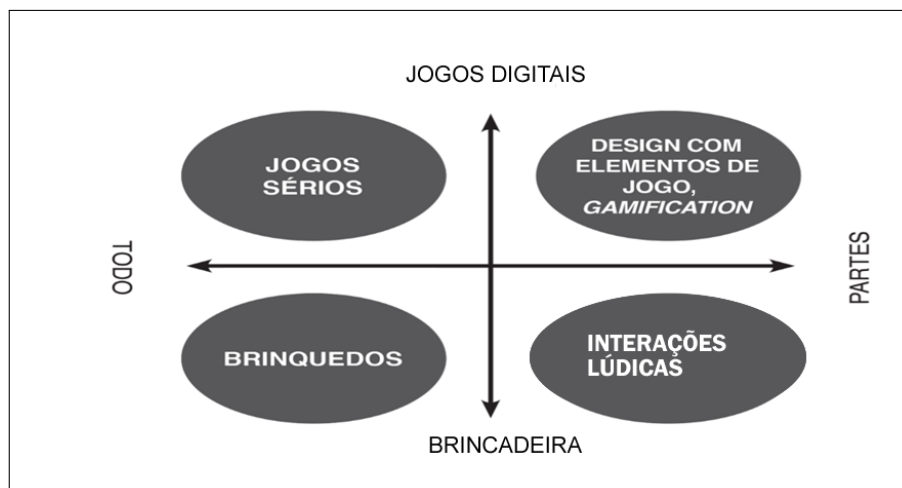 JOGOS DIGITAIS
JOGOS
SÉRIOS
DESIGN COM
ELEMENTOS DE
JOGO,
GAMIFICATION
TODO
PARTES
BRINQUEDOS
INTERAÇÕES
LÚDICAS
BRINCADEIRA